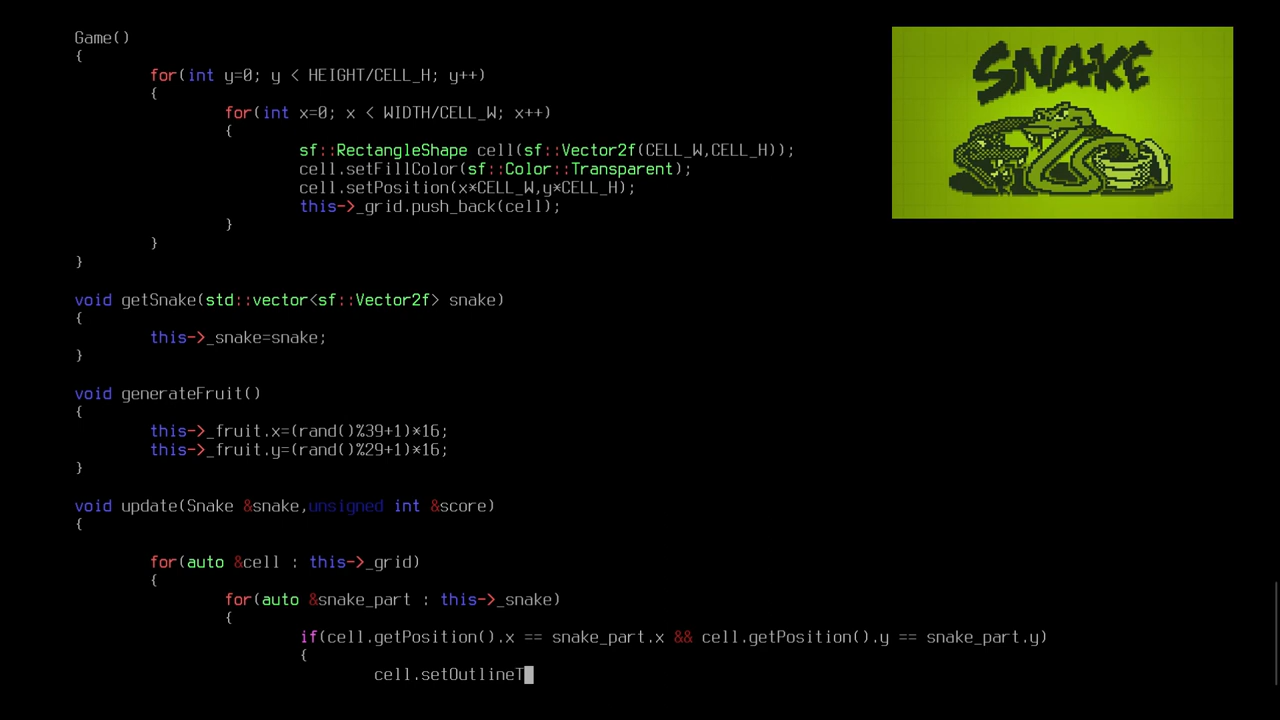 Game()
{
for(int y=0; y < HEIGHT/CELL_H; y++)
{
for(int x=0; x < WIDTH/CELL_W; x++)
{
sf::RectangleShape cell(sf::Vector2f(CELL_W,CELL_H));
cell.setFillColor(sf::Color::Transparent);
cell.setPosition(x*CELL_W,y*CELL_H);
this->_grid.push_back(cell);
}
}
}
void getSnake(std::vector<sf::Vector2f> snake)
{
this->_snake=snake;
}
void generateFruit()
{
this->_fruit.x=(rand()%39+1)*16;
this->_fruit.y=(rand()%29+1)*16;
}
void update(Snake &snake,unsigned int &score)
{
for(auto &cell : this->_grid)
{
for(auto &snake_part : this->_snake)
{
if(cell.getPosition().x == snake_part.x && cell.getPosition().y == snake_part.y)
{
cell.setOutlineT
SNAKE